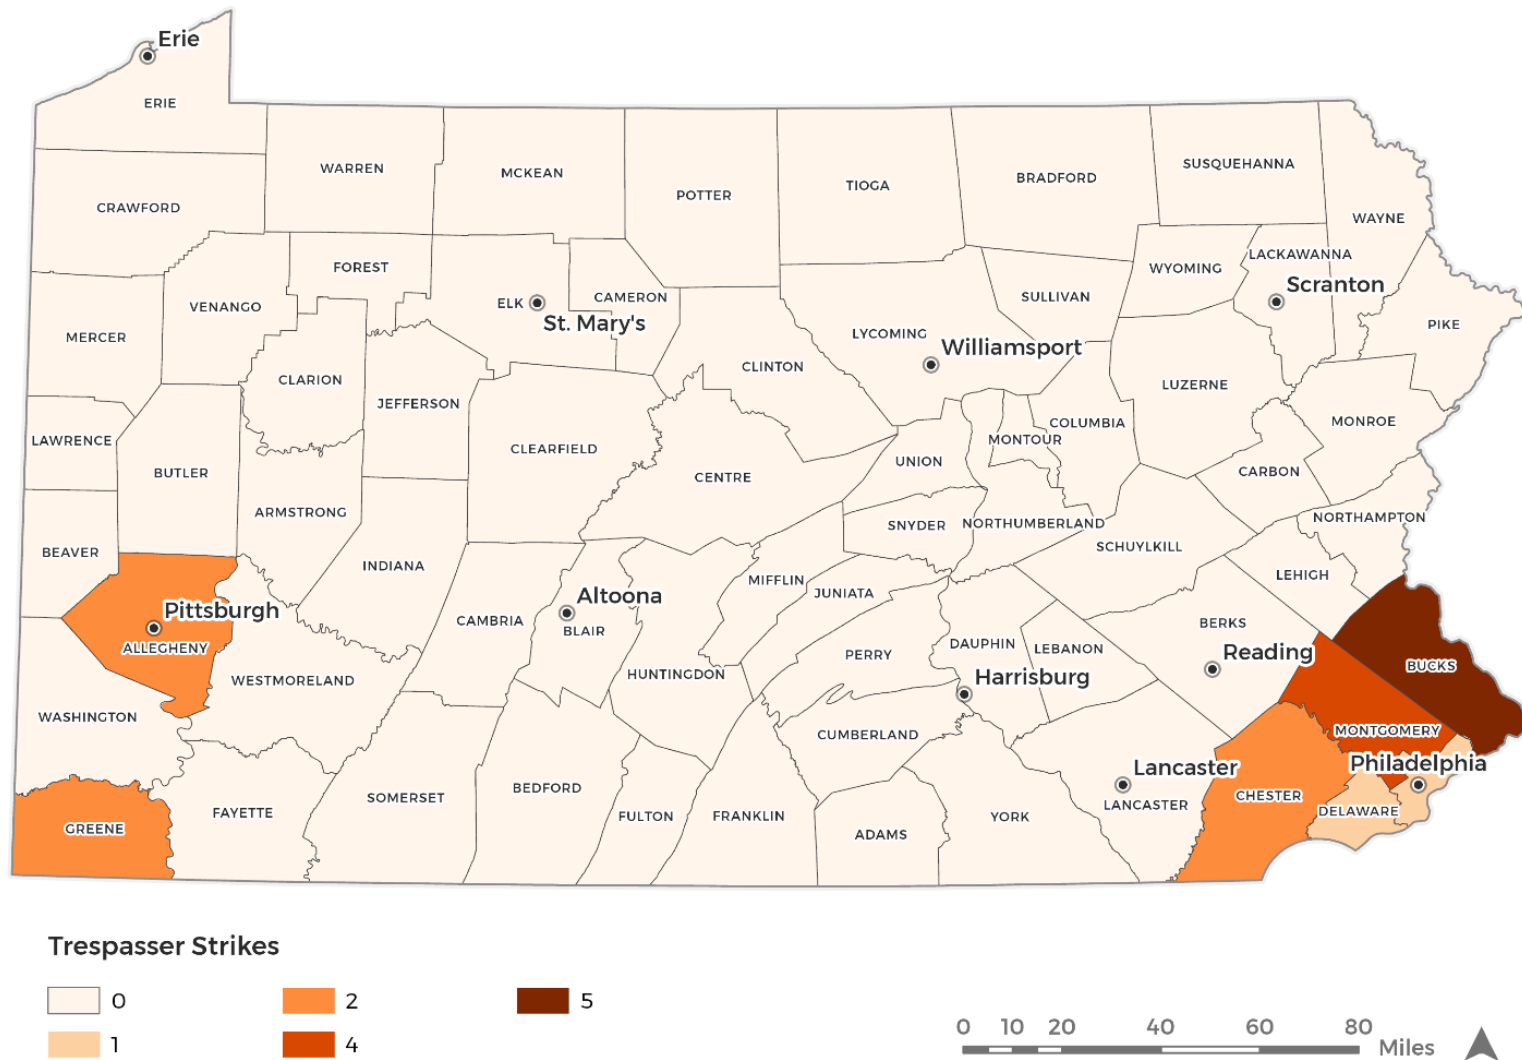 Erie
ERIE
WARREN
MCKEAN
POTTER
TIOGA
BRADFORD
SUSQUEHANNA
WAYNE
CRAWFORD
FOREST
VENANGO
ELK
CAMERON
St. Mary's
SULLIVAN
WYOMING
LACKAWANNA
Scranton
PIKE
MERCER
CLARION
JEFFERSON
CLINTON
LYCOMING
Williamsport
LUZERNE
COLUMBIA
MONTOUR
MONROE
LAWRENCE
BUTLER
CLEARFIELD
CENTRE
UNION
CARBON
ARMSTRONG
SNYDER
NORTHUMBERLAND
NORTHAMPTON
BEAVER
INDIANA
SCHUYLKILL
LEHIGH
Pittsburgh
ALLEGHENY
CAMBRIA
Altoona
BLAIR
MIFFLIN
JUNIATA
BERKS
Reading
BUCKS
WESTMORELAND
HUNTINGDON
PERRY
DAUPHIN
LEBANON
Harrisburg
WASHINGTON
CUMBERLAND
MONTGOMERY
Philadelphia
GREENE
FAYETTE
SOMERSET
BEDFORD
FULTON
FRANKLIN
ADAMS
YORK
Lancaster
LANCASTER
CHESTER
DELAWARE
Trespasser Strikes
0
1
2
4
5
0 10 20 40 60 80
Miles